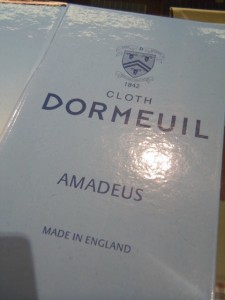 1842
CLOTH
DORMEUIL
AMADEUS
MADE IN ENGLAND